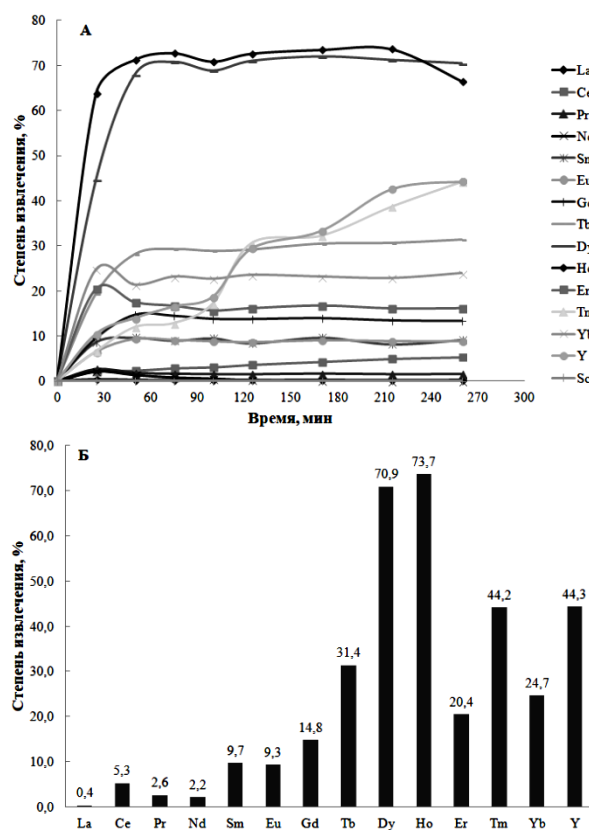 А
Степень извлечения, %
80
70
60
50
40
30
20
10
0
0 30 60 90 120 150 180 210 240 270 300
Время, мин
La
Ce
Pr
Nd
Sm
Eu
Gd
Tb
Dy
Ho
Er
Tm
Yb
Y
Sc
Б
Степень извлечения, %
80,0
70,0
60,0
50,0
40,0
30,0
20,0
10,0
0,0
0,4
5,3
2,6
2,2
9,7
9,3
14,8
31,4
70,9
73,7
20,4
44,2
24,7
44,3
La Ce Pr Nd Sm Eu Gd Tb Dy Ho Er Tm Yb Y